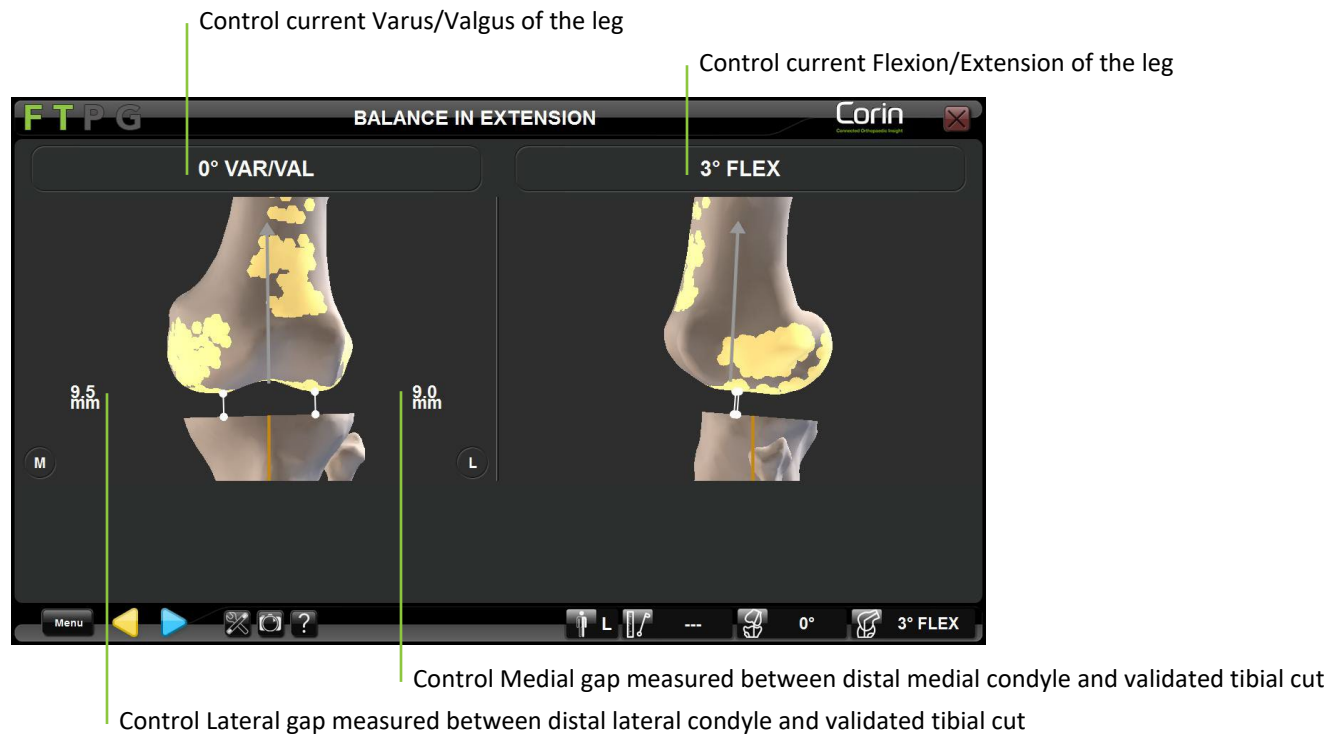 Control current Varus/Valgus of the leg
Control current Flexion/Extension of the leg
F T P G
BALANCE IN EXTENSION
Corin
Connected Orthopaedic Insight
0° VAR/VAL
3° FLEX
9.5
mm
9.0
mm
M
L
Menu
?
L
---
0°
3° FLEX
Control Medial gap measured between distal medial condyle and validated tibial cut
Control Lateral gap measured between distal lateral condyle and validated tibial cut